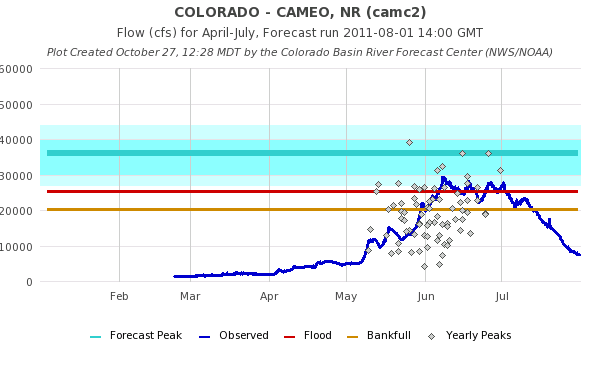 COLORADO - CAMEO, NR (camc2)
Flow (cfs) for April-July, Forecast run 2011-08-01 14:00 GMT
Plot Created October 27, 12:28 MDT by the Colorado Basin River Forecast Center (NWS/NOAA)
60000
50000
40000
30000
20000
10000
0
Feb Mar Apr May Jun Jul
Forecast Peak Observed Flood Bankfull Yearly Peaks